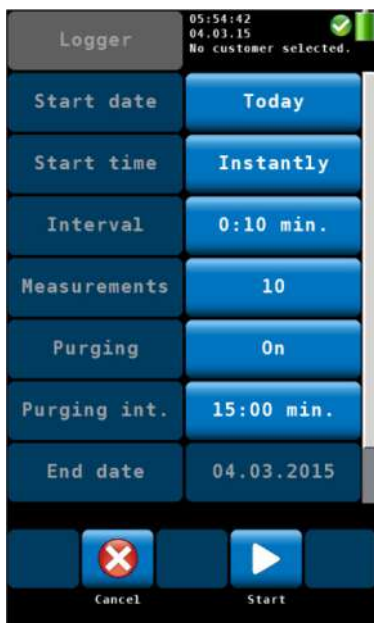 Logger
05:54:42
04.03.15
No customer selected.
Start date Today
Start time Instantly
Interval 0:10 min.
Measurements 10
Purging On
Purging int. 15:00 min.
End date 04.03.2015
Cancel Start